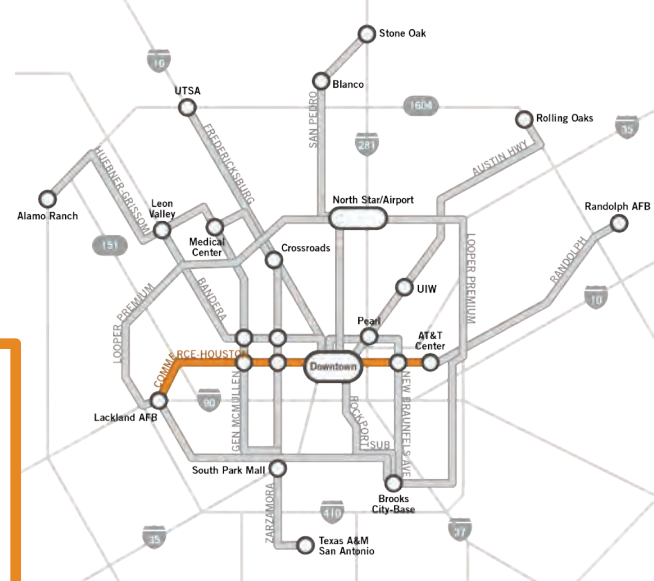 Stone Oak
10
Blanco
UTSA
1604
SAN PEDRO
Rolling Oaks
FREDERICKSBURG
35
281
AUSTIN HWY
HUEBNER-GRISSOM
Alamo Ranch
Leon
Valley
North Star/Airport
Randolph AFB
Medical
Center
151
Crossroads
LOOPER PREMIUM
RANDOLPH
UIW
10
LOOPER PREMIUM
BANDERA
Pearl
AT&T
Center
COMMERCE-HOUSTON
Downtown
Lackland AFB
90
GEN MCMULLEN
ROCKPORT
SUB
NEW BRAUNFELS AVE
South Park Mall
Brooks
City-Base
ZARZAMORA
410
35
37
Texas A&M
San Antonio